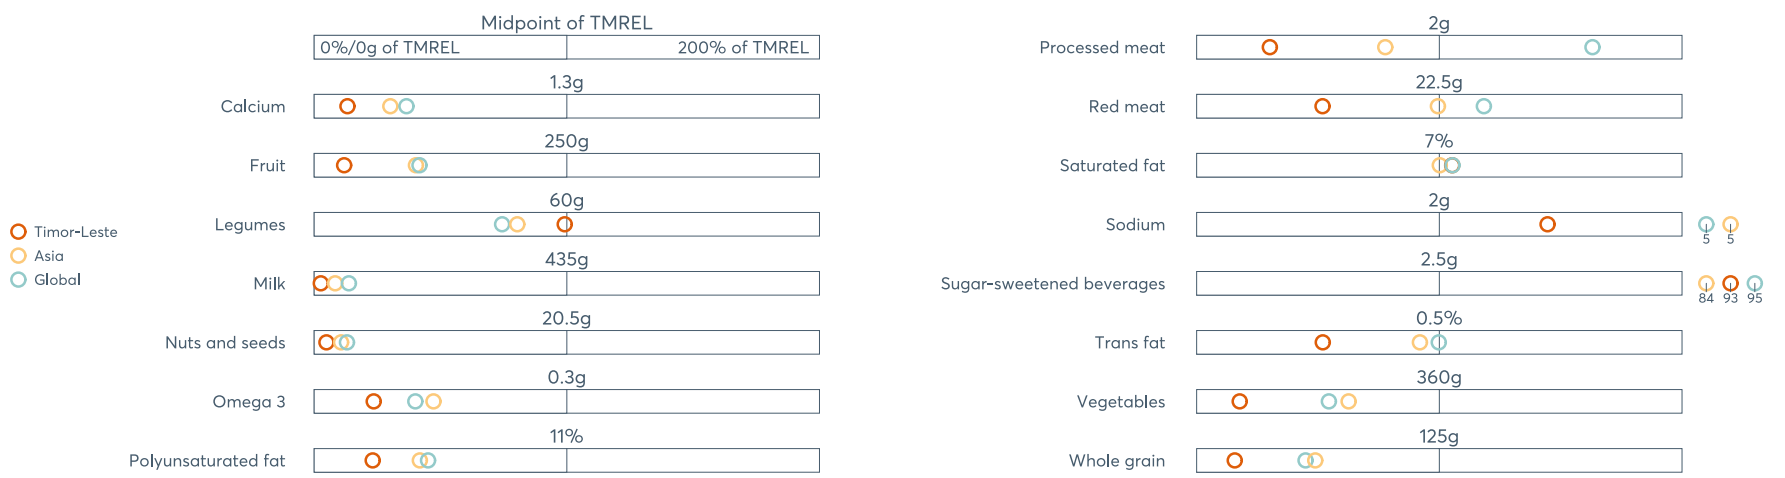 Midpoint of TMREL
0%/0g of TMREL
200% of TMREL
1.3g
Calcium
250g
Fruit
60g
Legumes
435g
Milk
20.5g
Nuts and seeds
0.3g
Omega 3
11%
Polyunsaturated fat
Timor-Leste
Asia
Global
2g
Processed meat
22.5g
Red meat
7%
Saturated fat
2g
Sodium
5 5
2.5g
Sugar-sweetened beverages
84 93 95
0.5%
Trans fat
360g
Vegetables
125g
Whole grain